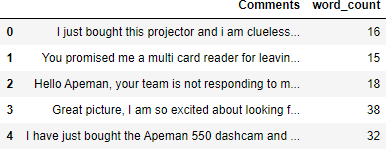 Comments word_count
0 I just bought this projector and i am clueless... 16
1 You promised me a multi card reader for leavin... 15
2 Hello Apeman, your team is not responding to m... 18
3 Great picture, I am so excited about looking f... 38
4 I have just bought the Apeman 550 dashcam and ... 32